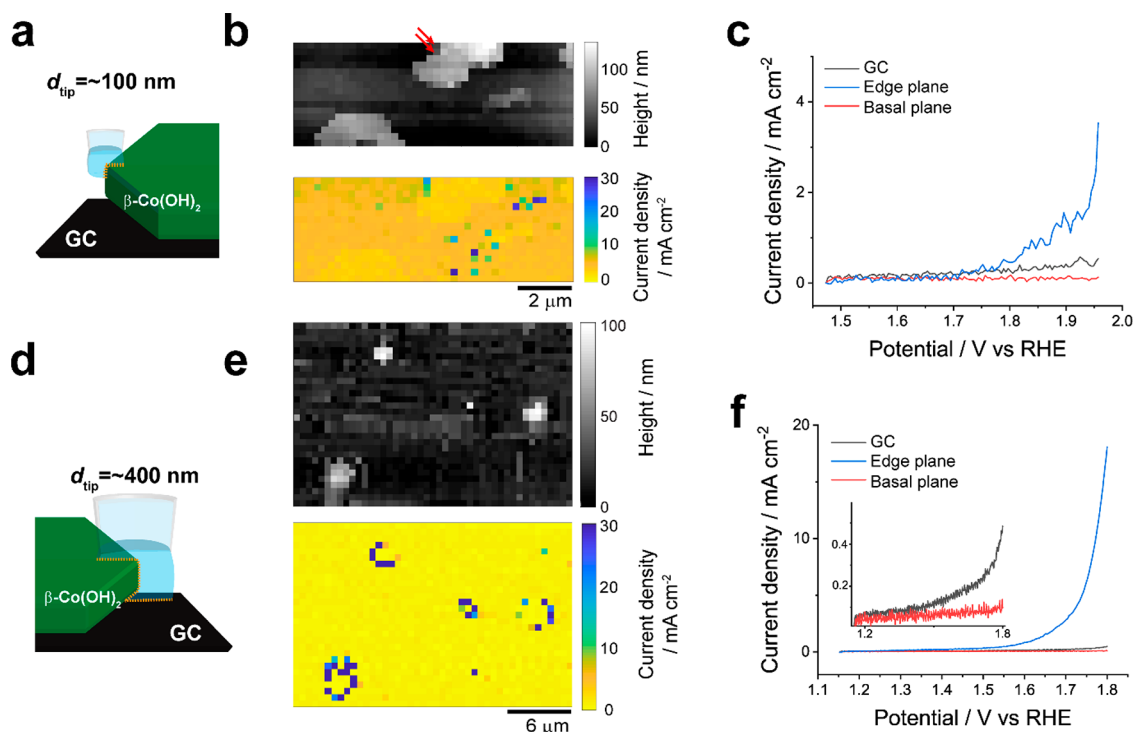 a
d_tip=~100 nm
β-Co(OH)₂
GC
b
Height / nm
100
50
0
Current density / mA cm⁻²
30
20
10
0
2 μm
c
GC
Edge plane
Basal plane
Current density / mA cm⁻²
4
2
0
1.5 1.6 1.7 1.8 1.9 2.0
Potential / V vs RHE
d
d_tip=~400 nm
β-Co(OH)₂
GC
e
Height / nm
100
50
0
Current density / mA cm⁻²
30
20
10
0
6 μm
f
GC
Edge plane
Basal plane
Current density / mA cm⁻²
20
10
0
0.4
0.2
1.2 1.8
1.1 1.2 1.3 1.4 1.5 1.6 1.7 1.8
Potential / V vs RHE